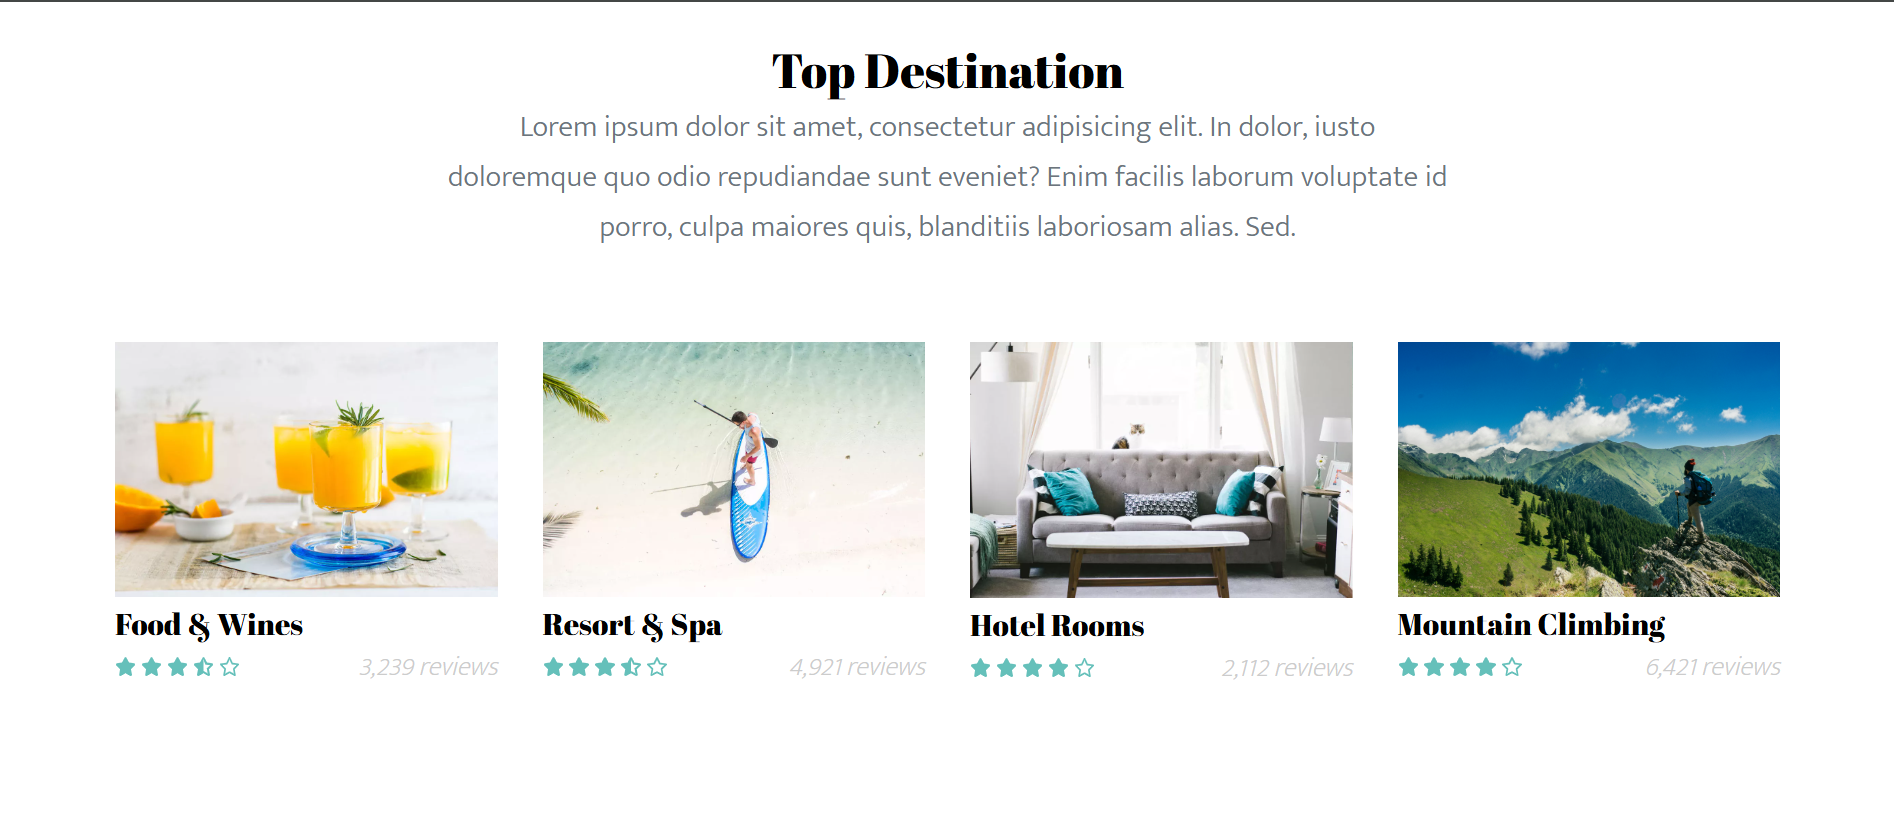 Top Destination
Lorem ipsum dolor sit amet, consectetur adipisicing elit. In dolor, iusto
doloremque quo odio repudiandae sunt eveniet? Enim facilis laborum voluptate id
porro, culpa maiores quis, blanditiis laboriosam alias. Sed.
Food & Wines
3,239 reviews
Resort & Spa
4,921 reviews
Hotel Rooms
2,112 reviews
Mountain Climbing
6,421 reviews